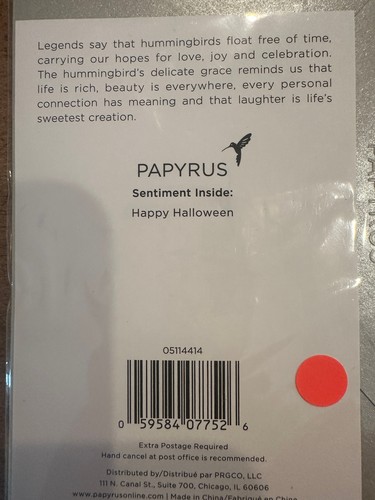 Legends say that hummingbirds float free of time,
carrying our hopes for love, joy and celebration.
The hummingbird's delicate grace reminds us that
life is rich, beauty is everywhere, every personal
connection has meaning and that laughter is life's
sweetest creation.
PAPYRUS
Sentiment Inside:
Happy Halloween
05114414
0 59584 07752 6
Extra Postage Required
Hand cancel at post office is recommended.
Distributed by/Distribué par PRGCO, LLC
111 N. Canal St., Suite 700, Chicago, IL 60606
www.papyrusonline.com | Made in China/Fabriqué en China